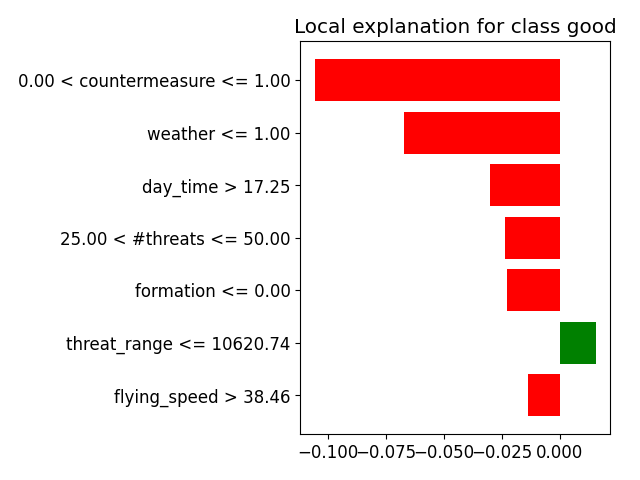 Local explanation for class good
0.00 < countermeasure <= 1.00
weather <= 1.00
day_time > 17.25
25.00 < #threats <= 50.00
formation <= 0.00
threat_range <= 10620.74
flying_speed > 38.46
−0.100 −0.075 −0.050 −0.025 0.000